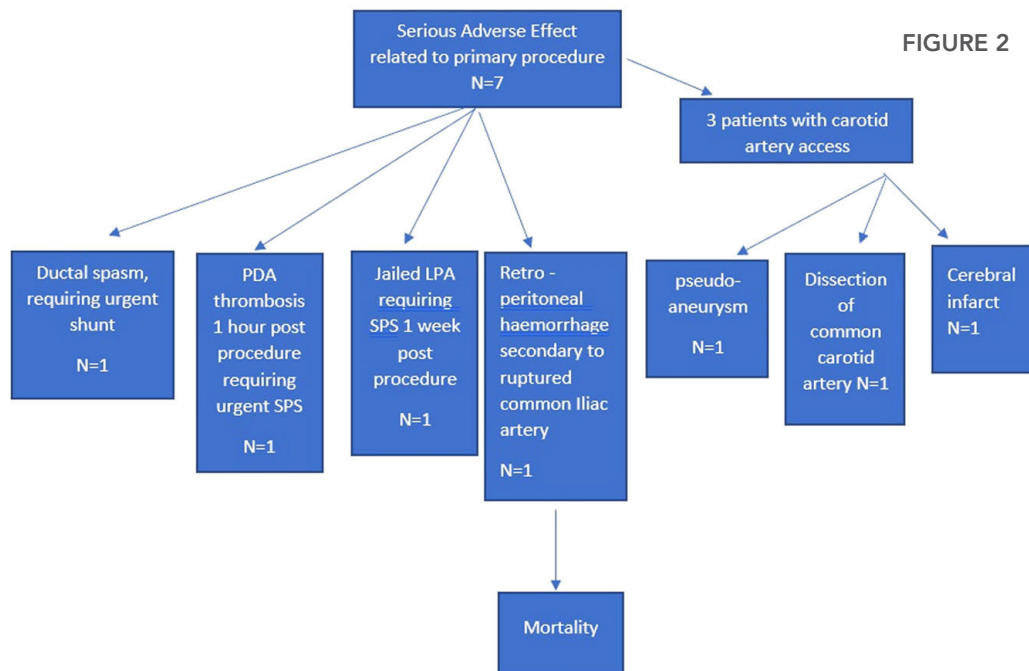 Serious Adverse Effect
related to primary procedure
N=7
FIGURE 2
3 patients with carotid
artery access
Ductal spasm,
requiring urgent
shunt
N=1
PDA
thrombosis
1 hour post
procedure
requiring
urgent SPS
N=1
Jailed LPA
requiring
SPS 1 week
post
procedure
N=1
Retro -
peritoneal
haemorrhage
secondary to
ruptured
common Iliac
artery
N=1
pseudo-
aneurysm
N=1
Dissection of
common
carotid
artery N=1
Cerebral
infarct
N=1
Mortality